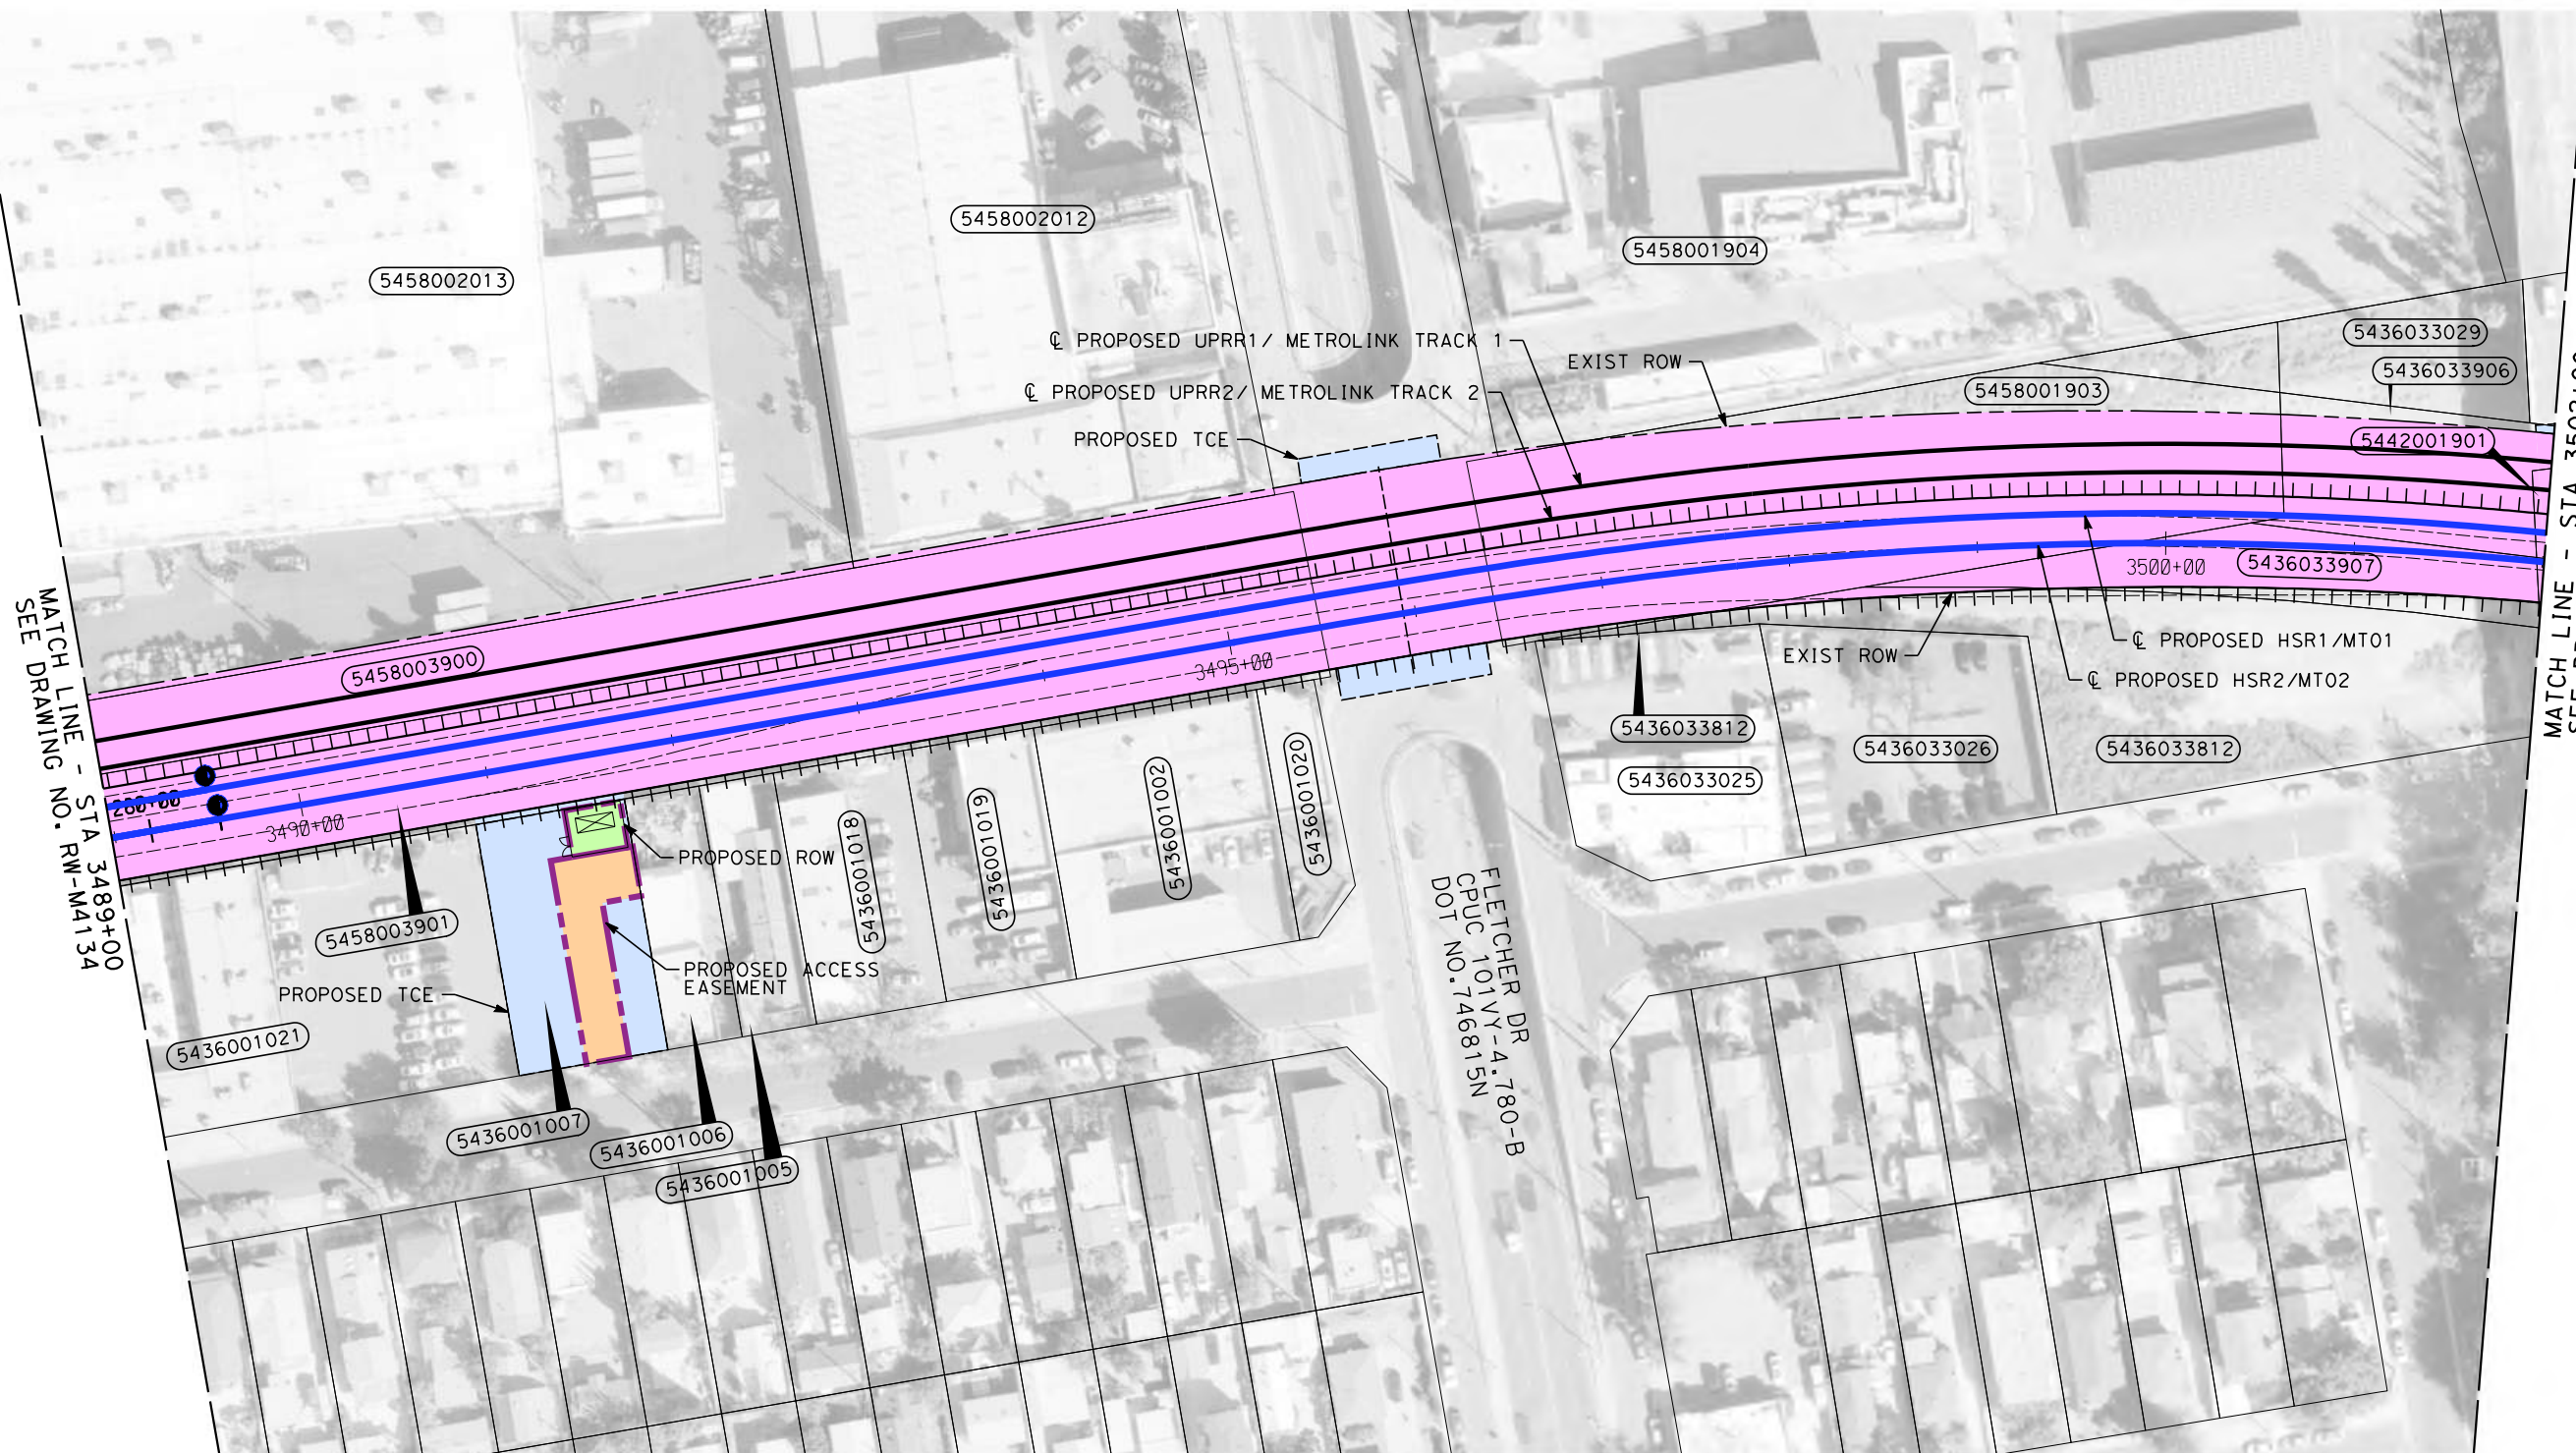 5458002012
5458001904
5458002013
℄ PROPOSED UPRR1/ METROLINK TRACK 1
EXIST ROW
5436033029
5436033906
℄ PROPOSED UPRR2/ METROLINK TRACK 2
5458001903
PROPOSED TCE
5442001901
3500+00
5436033907
℄ PROPOSED HSR1/MT01
EXIST ROW
℄ PROPOSED HSR2/MT02
5458003900
3495+00
5436033812
5436033026
5436033812
5436033025
280+00
3490+00
MATCH LINE - STA 3489+00
SEE DRAWING NO. RW-M4134
PROPOSED ROW
5436001018
5436001019
5436001002
5436001020
5458003901
PROPOSED ACCESS
EASEMENT
PROPOSED TCE
5436001021
5436001007
5436001006
5436001005
FLETCHER DR
CPUC 101VY-4.780-B
DOT NO.746815N
MATCH LINE - STA